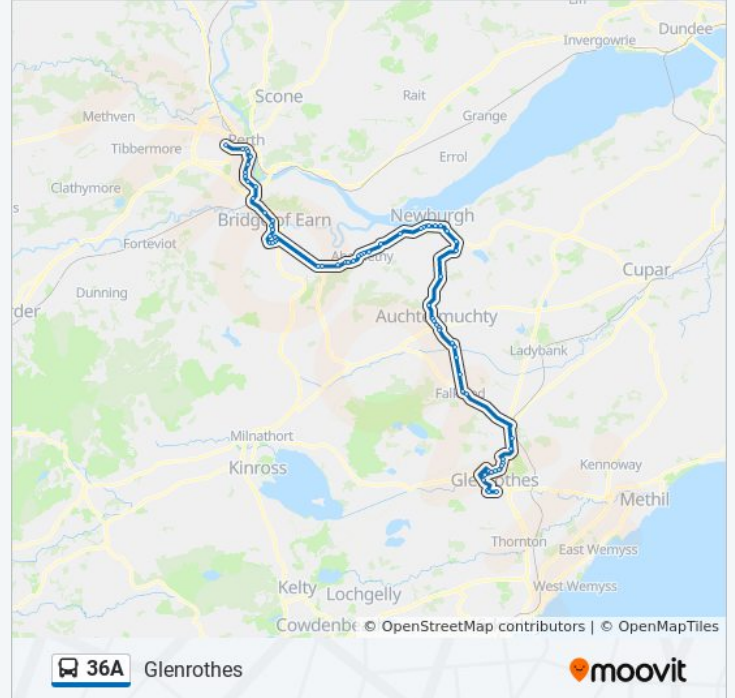 Dundee
Invergowrie
Scone
Rait
Methven
Grange
Perth
Tibbermore
Errol
Clathymore
Bridge of Earn
Newburgh
Forteviot
Cupar
Dunning
Auchtermuchty
Ladybank
Milnathort
Kinross
Kennoway
Glenrothes
Methil
Thornton
East Wemyss
West Wemyss
Kelty
Lochgelly
Cowdenbe
© OpenStreetMap contributors | © OpenMapTiles
36A Glenrothes
moovit